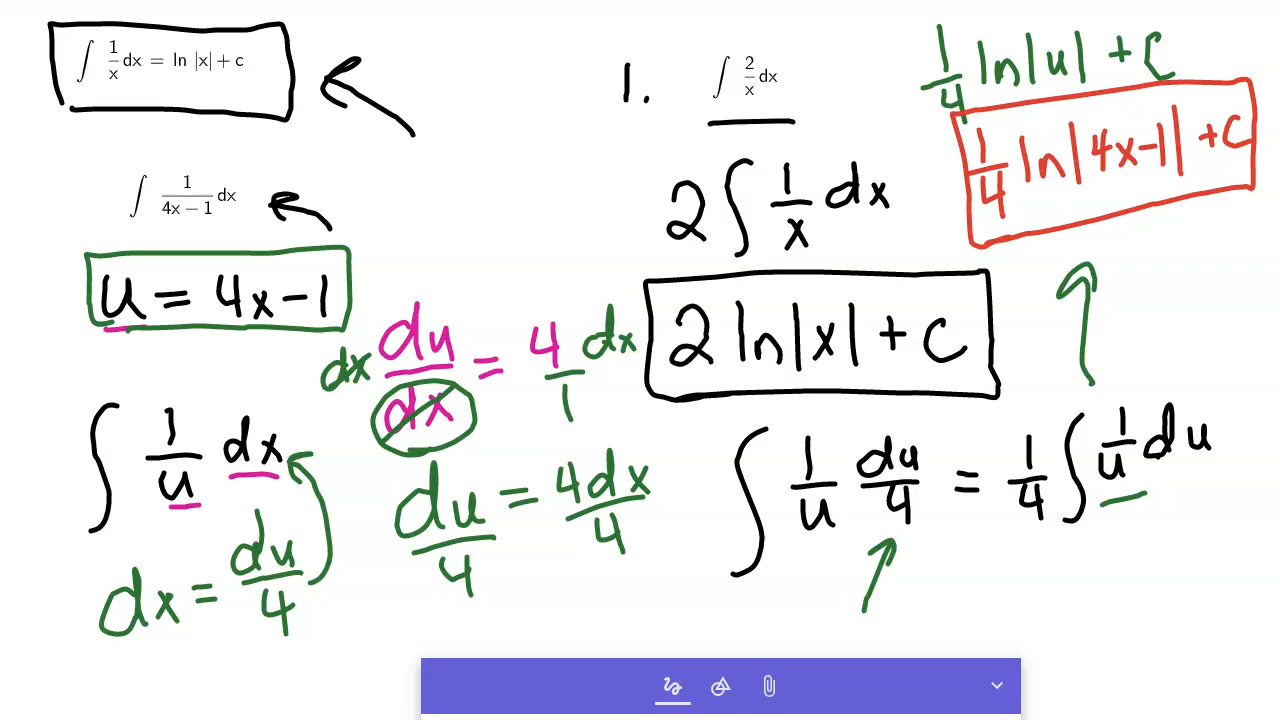 ∫ 1/x dx = ln |x| + c
∫ 1/(4x − 1) dx
u = 4x-1
∫ 1/u dx
dx = du/4
dx du/dx = 4/1 dx
du/4 = 4dx/4
1. ∫ 2/x dx
2 ∫ 1/x dx
2 ln|x| + c
∫ 1/u du/4 = 1/4 ∫ 1/u du
1/4 ln|u| + c
1/4 ln|4x-1| + c